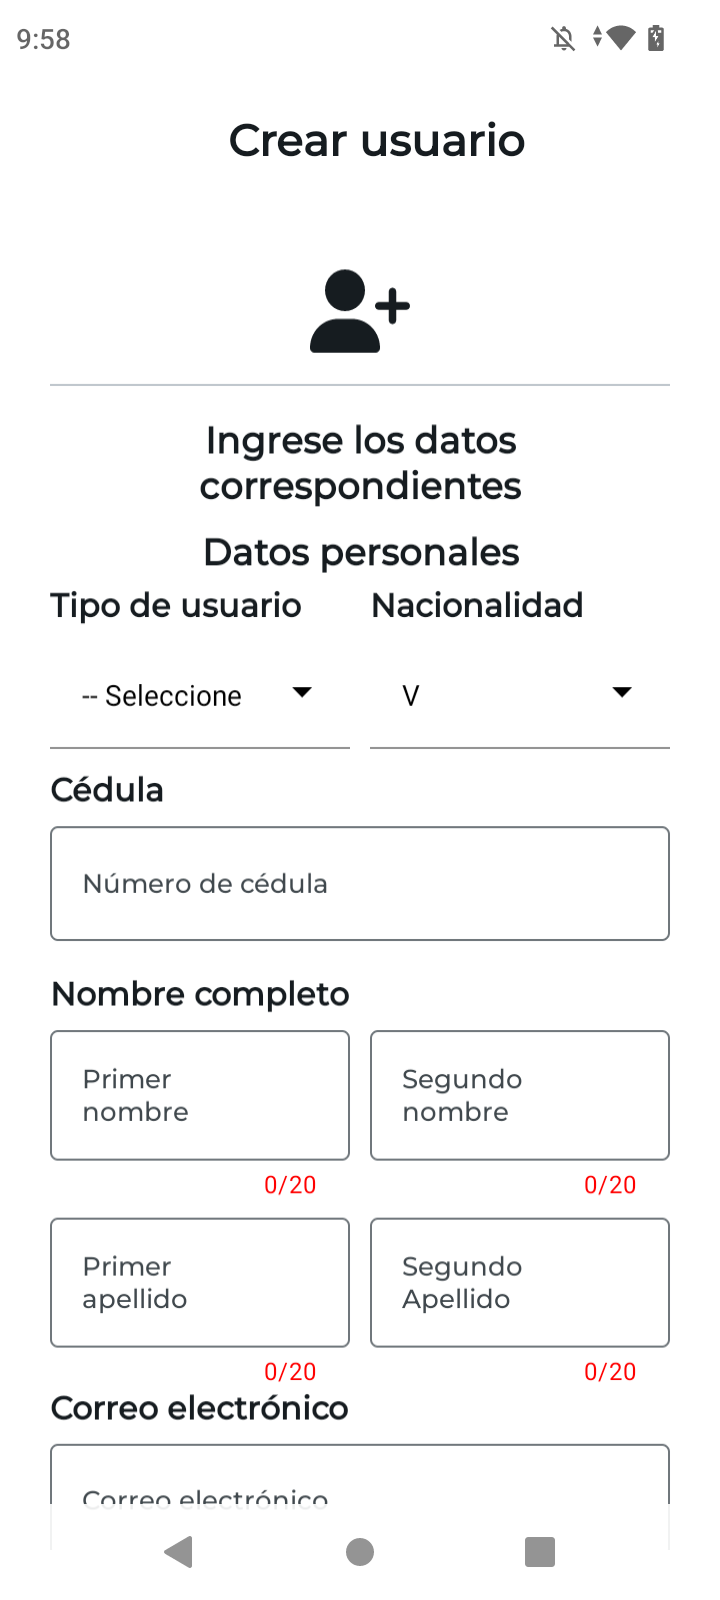 9:58
Crear usuario
Ingrese los datos
correspondientes
Datos personales
Tipo de usuario
Nacionalidad
-- Seleccione
V
Cédula
Número de cédula
Nombre completo
Primer
nombre
Segundo
nombre
0/20
0/20
Primer
apellido
Segundo
Apellido
0/20
0/20
Correo electrónico
Correo electrónico